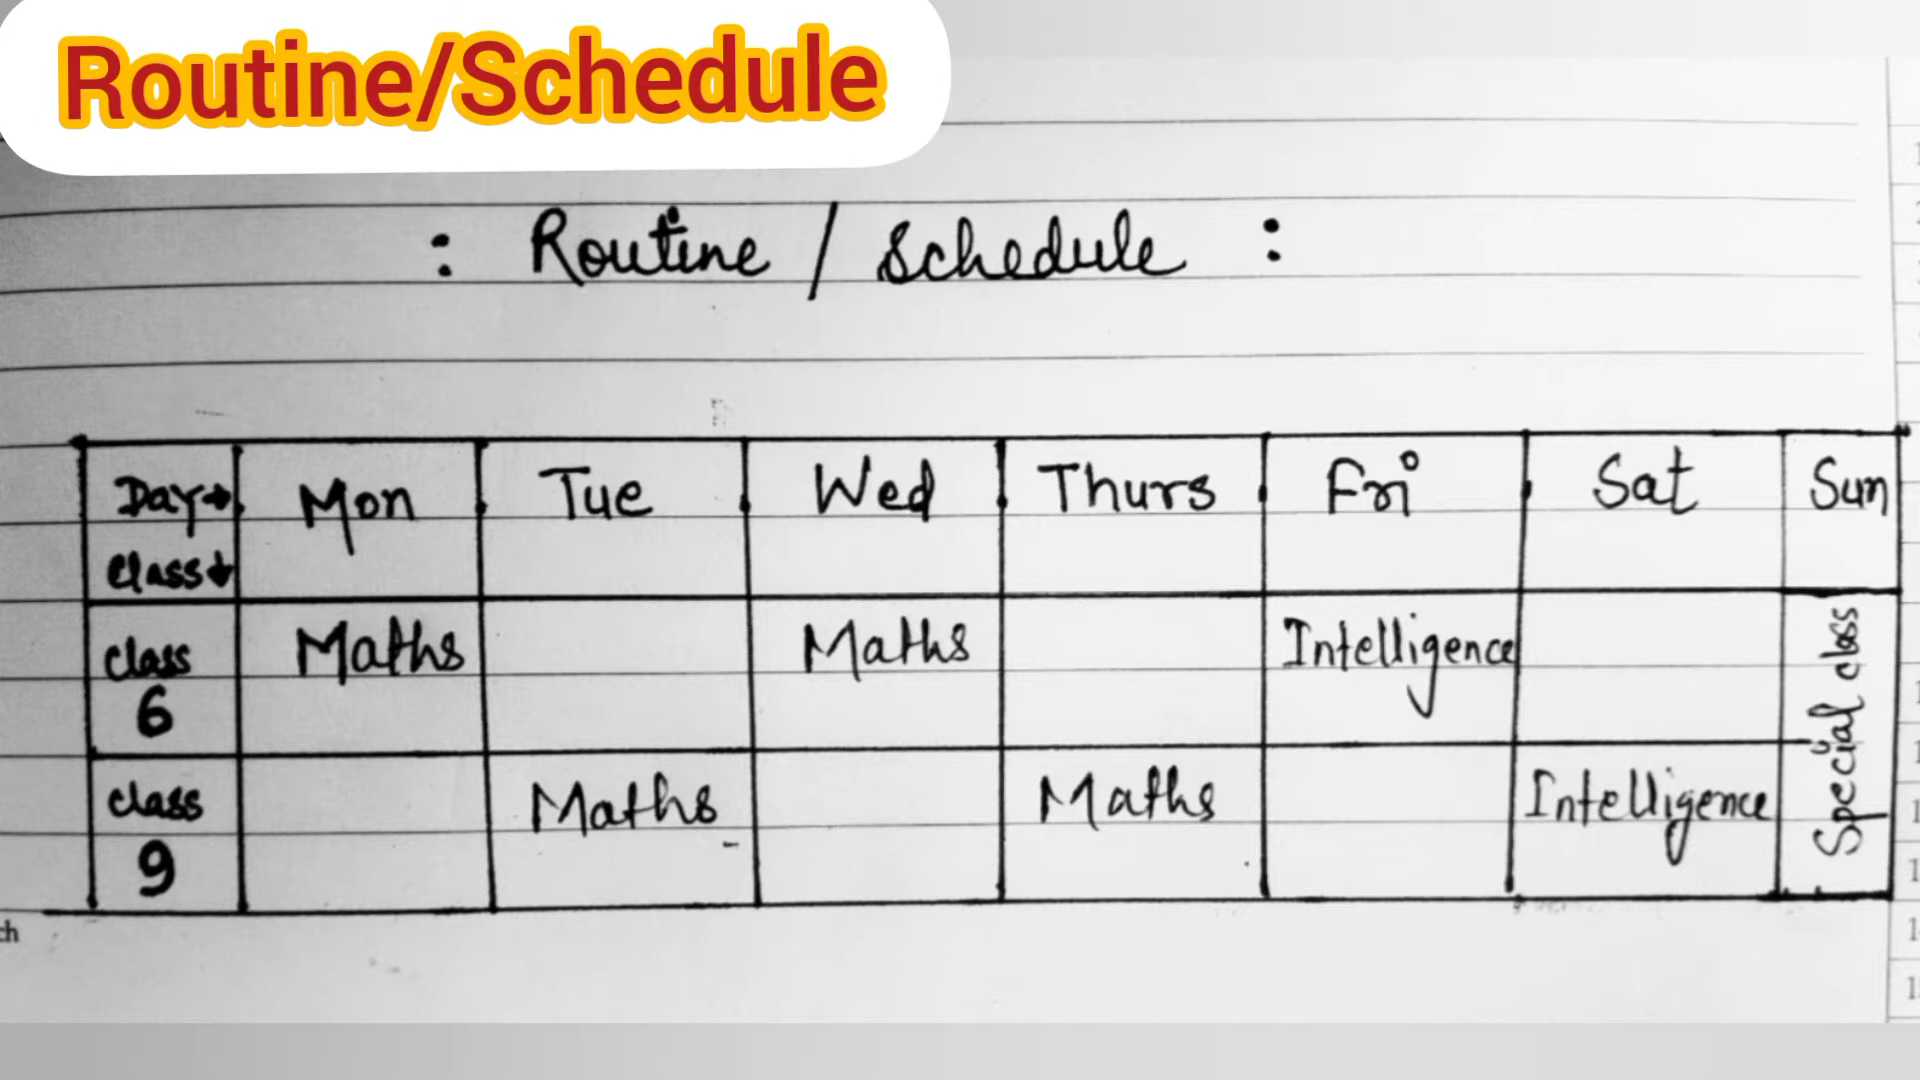 Routine/Schedule
: Routine / Schedule :
Day→ Mon Tue Wed Thurs Fri Sat Sun
Class↓
Class 6 Maths Maths Intelligence
Special class
Class 9 Maths Maths Intelligence
ch